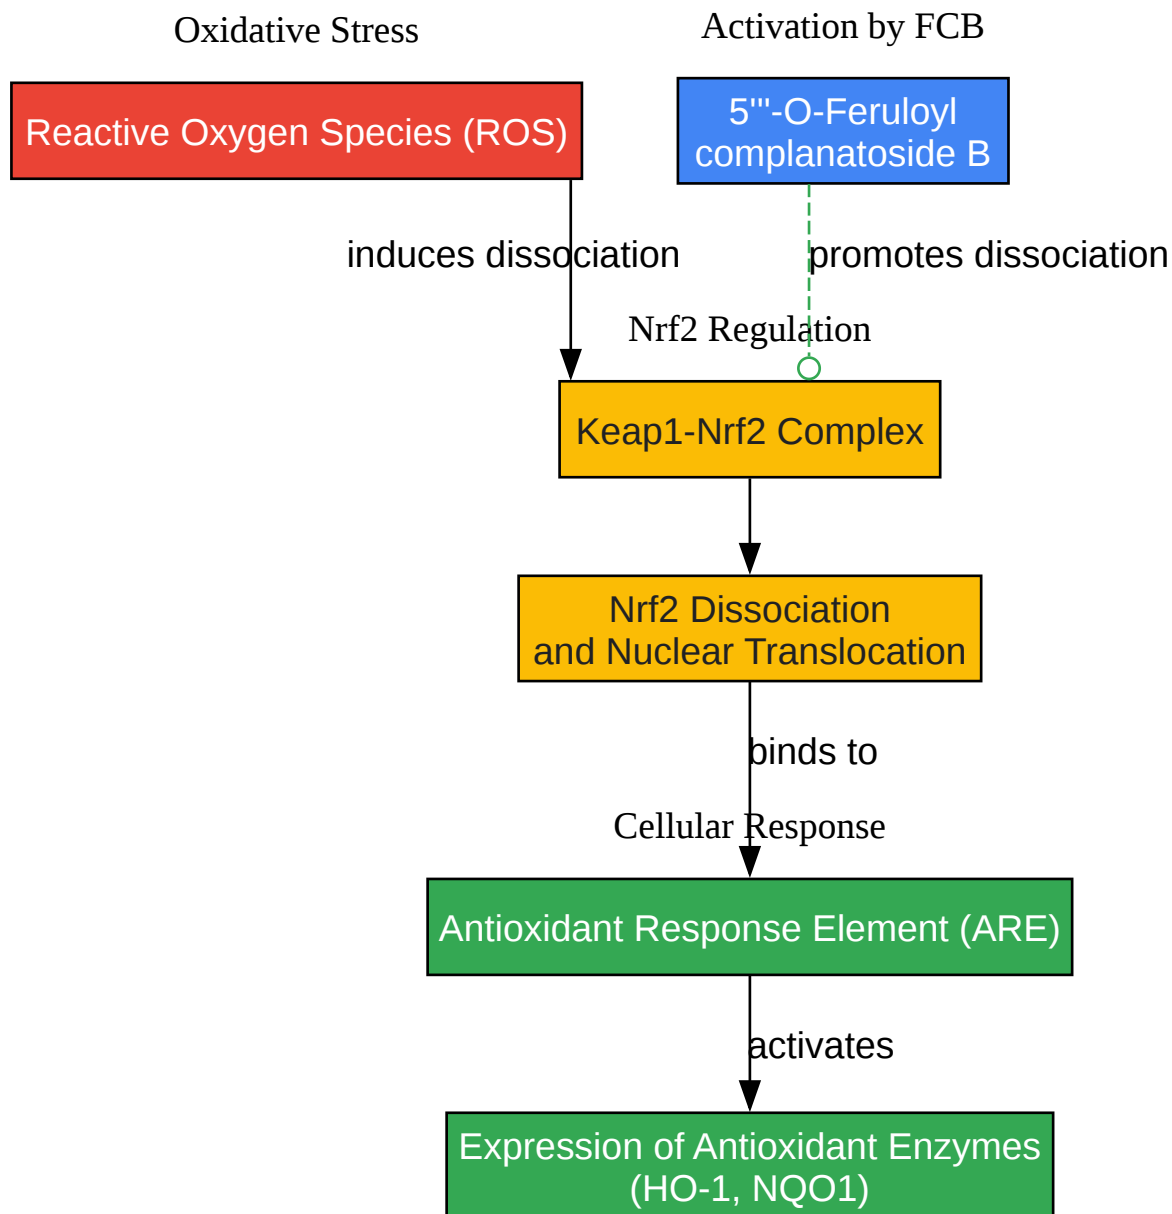 Oxidative Stress
Activation by FCB
Reactive Oxygen Species (ROS)
5'''-O-Feruloyl
complanatoside B
induces dissociation
promotes dissociation
Nrf2 Regulation
Keap1-Nrf2 Complex
Nrf2 Dissociation
and Nuclear Translocation
binds to
Cellular Response
Antioxidant Response Element (ARE)
activates
Expression of Antioxidant Enzymes
(HO-1, NQO1)